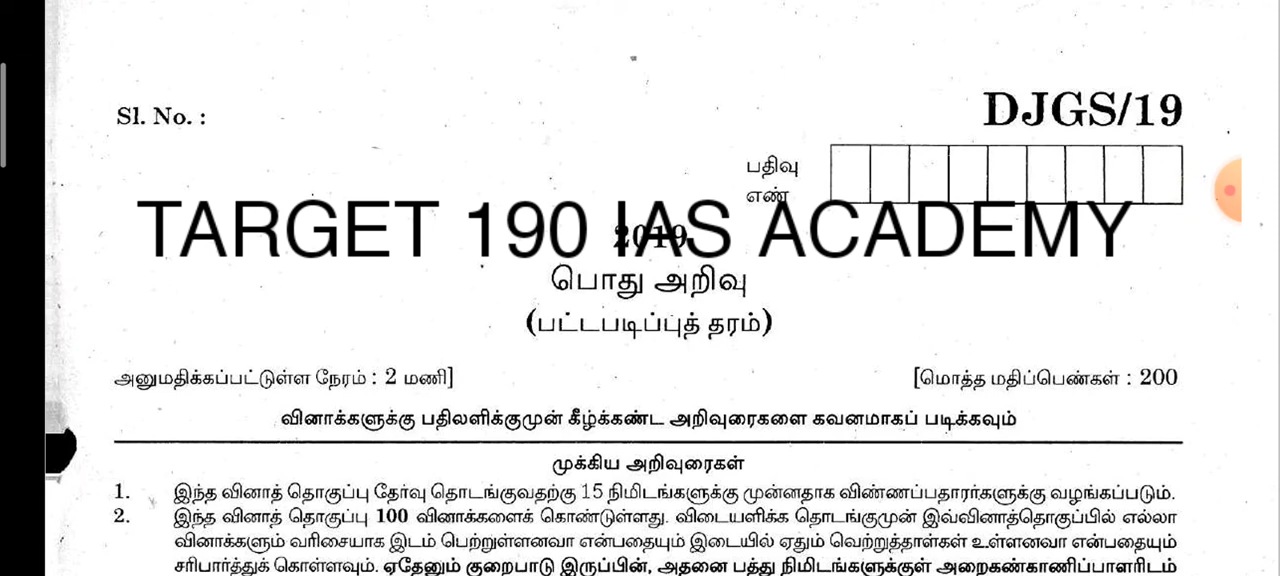 Sl. No. :
DJGS/19
பதிவு
எண்
TARGET 190 IAS ACADEMY
2019
பொது அறிவு
(பட்டபடிப்புத் தரம்)
அனுமதிக்கப்பட்டுள்ள நேரம் : 2 மணி]
[மொத்த மதிப்பெண்கள் : 200
வினாக்களுக்கு பதிலளிக்குமுன் கீழ்க்கண்ட அறிவுரைகளை கவனமாகப் படிக்கவும்
முக்கிய அறிவுரைகள்
1. இந்த வினாத் தொகுப்பு தேர்வு தொடங்குவதற்கு 15 நிமிடங்களுக்கு முன்னதாக விண்ணப்பதாரர்களுக்கு வழங்கப்படும்.
2. இந்த வினாத் தொகுப்பு 100 வினாக்களைக் கொண்டுள்ளது. விடையளிக்க தொடங்குமுன் இவ்வினாத்தொகுப்பில் எல்லா
வினாக்களும் வரிசையாக இடம் பெற்றுள்ளனவா என்பதையும் இடையில் ஏதும் வெற்றுத்தாள்கள் உள்ளனவா என்பதையும்
சரிபார்த்துக் கொள்ளவும். ஏதேனும் குறைபாடு இருப்பின், அதனை பத்து நிமிடங்களுக்குள் அறைகண்காணிப்பாளரிடம்